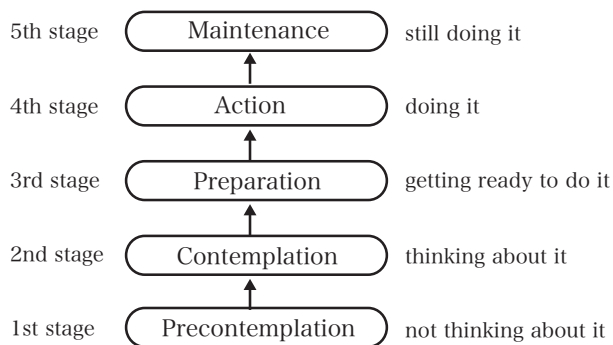 5th stage Maintenance still doing it
4th stage Action doing it
3rd stage Preparation getting ready to do it
2nd stage Contemplation thinking about it
1st stage Precontemplation not thinking about it